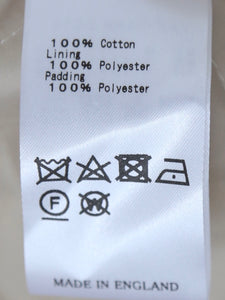 100% Cotton
Lining
100% Polyester
Padding
100% Polyester
F
W
MADE IN ENGLAND